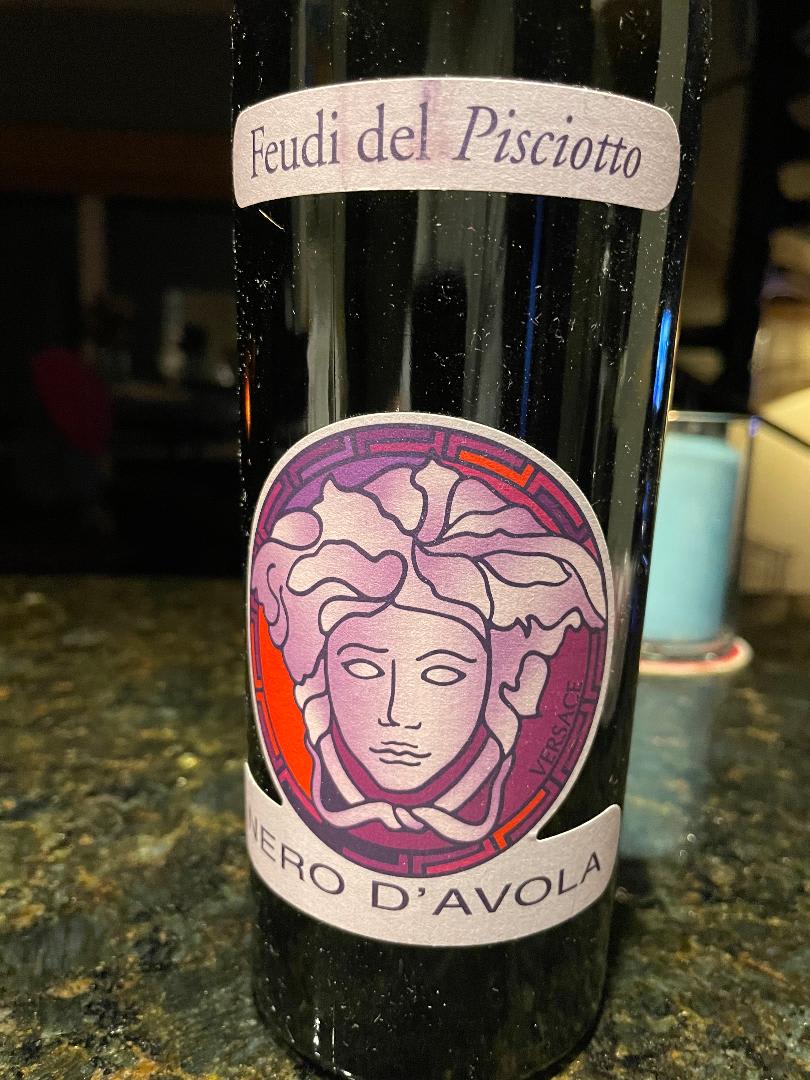 Feudi del Pisciotto
VERSACE
NERO D'AVOLA